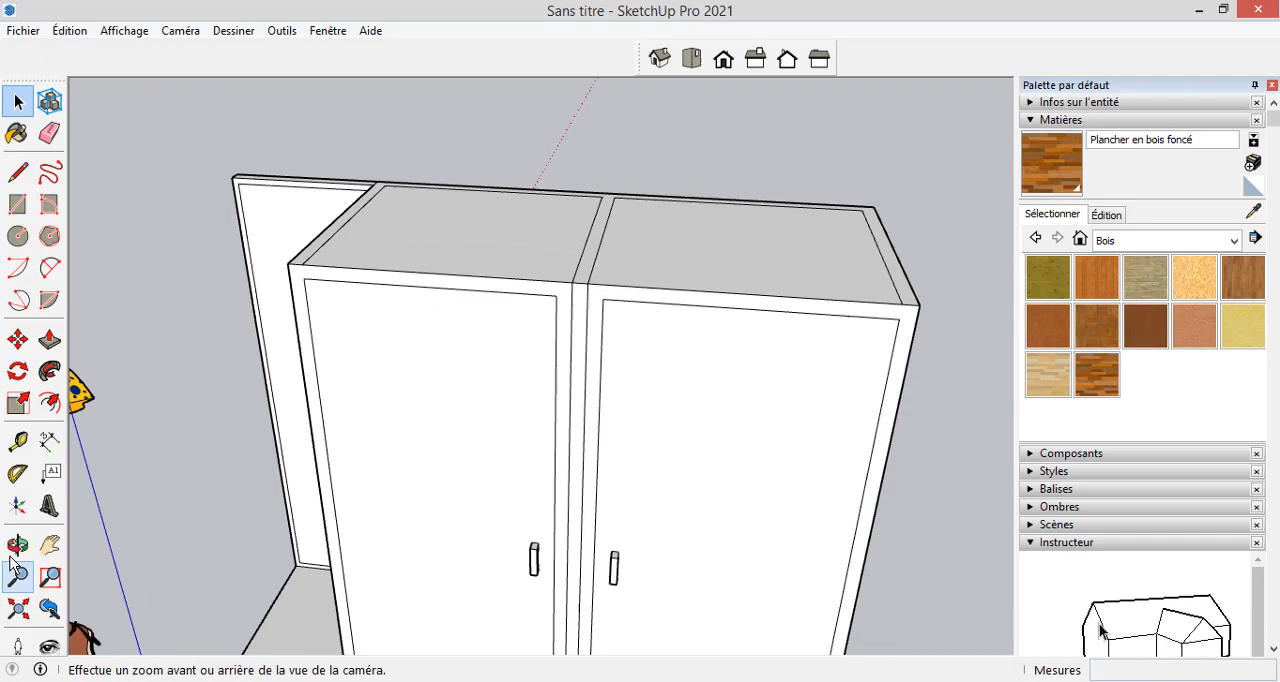 Sans titre - SketchUp Pro 2021
Fichier Édition Affichage Caméra Dessiner Outils Fenêtre Aide
Palette par défaut
Infos sur l'entité
Matières
Plancher en bois foncé
Sélectionner Édition
Bois
A1
Composants
Styles
Balises
Ombres
Scènes
Instructeur
Effectue un zoom avant ou arrière de la vue de la caméra.
Mesures